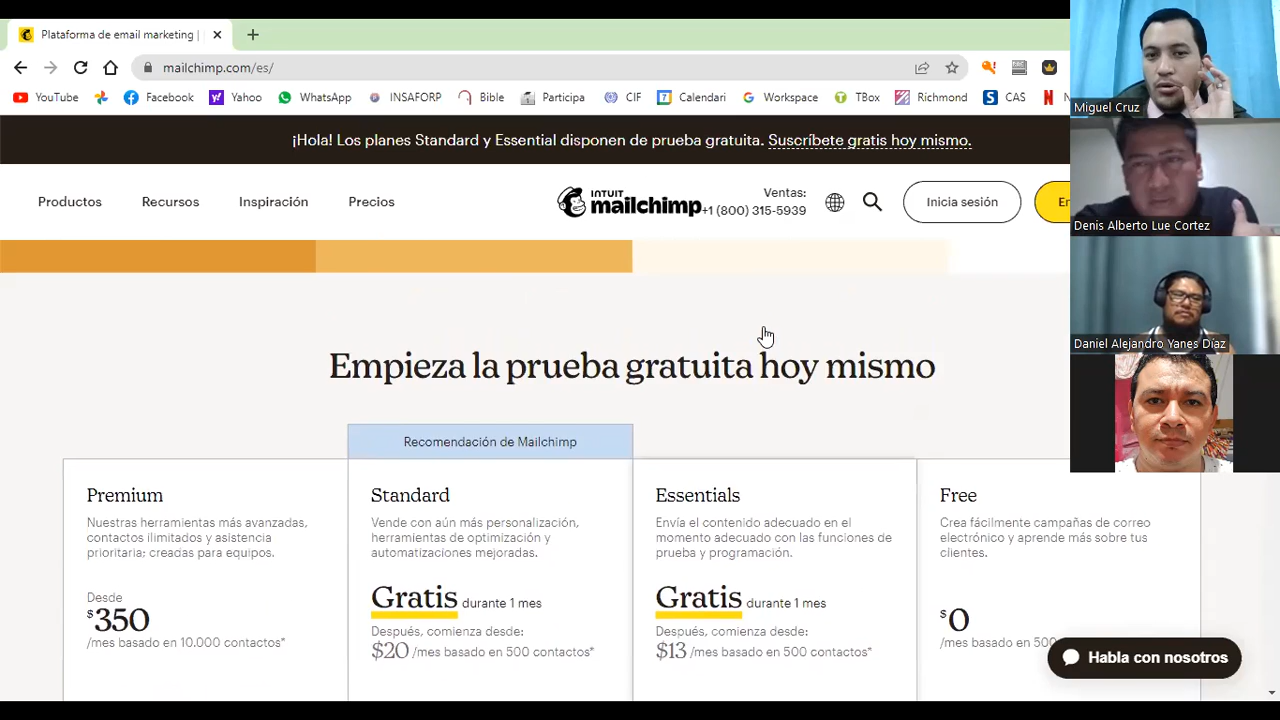 Plataforma de email marketing |
mailchimp.com/es/
YouTube
Facebook
Yahoo
WhatsApp
INSAFORP
Bible
Participa
CIF
Calendari
Workspace
TBox
Richmond
CAS
¡Hola! Los planes Standard y Essential disponen de prueba gratuita. Suscríbete gratis hoy mismo.
Productos
Recursos
Inspiración
Precios
INTUIT
mailchimp
Ventas:
+1 (800) 315-5939
Inicia sesión
Miguel Cruz
Denis Alberto Lue Cortez
Daniel Alejandro Yanes Díaz
Empieza la prueba gratuita hoy mismo
Recomendación de Mailchimp
Premium
Nuestras herramientas más avanzadas,
contactos ilimitados y asistencia
prioritaria; creadas para equipos.
Desde
$350
/mes basado en 10.000 contactos*
Standard
Vende con aún más personalización,
herramientas de optimización y
automatizaciones mejoradas.
Gratis durante 1 mes
Después, comienza desde:
$20 /mes basado en 500 contactos*
Essentials
Envía el contenido adecuado en el
momento adecuado con las funciones de
prueba y programación.
Gratis durante 1 mes
Después, comienza desde:
$13 /mes basado en 500 contactos*
Free
Crea fácilmente campañas de correo
electrónico y aprende más sobre tus
clientes.
$0
/mes basado en 500
Habla con nosotros